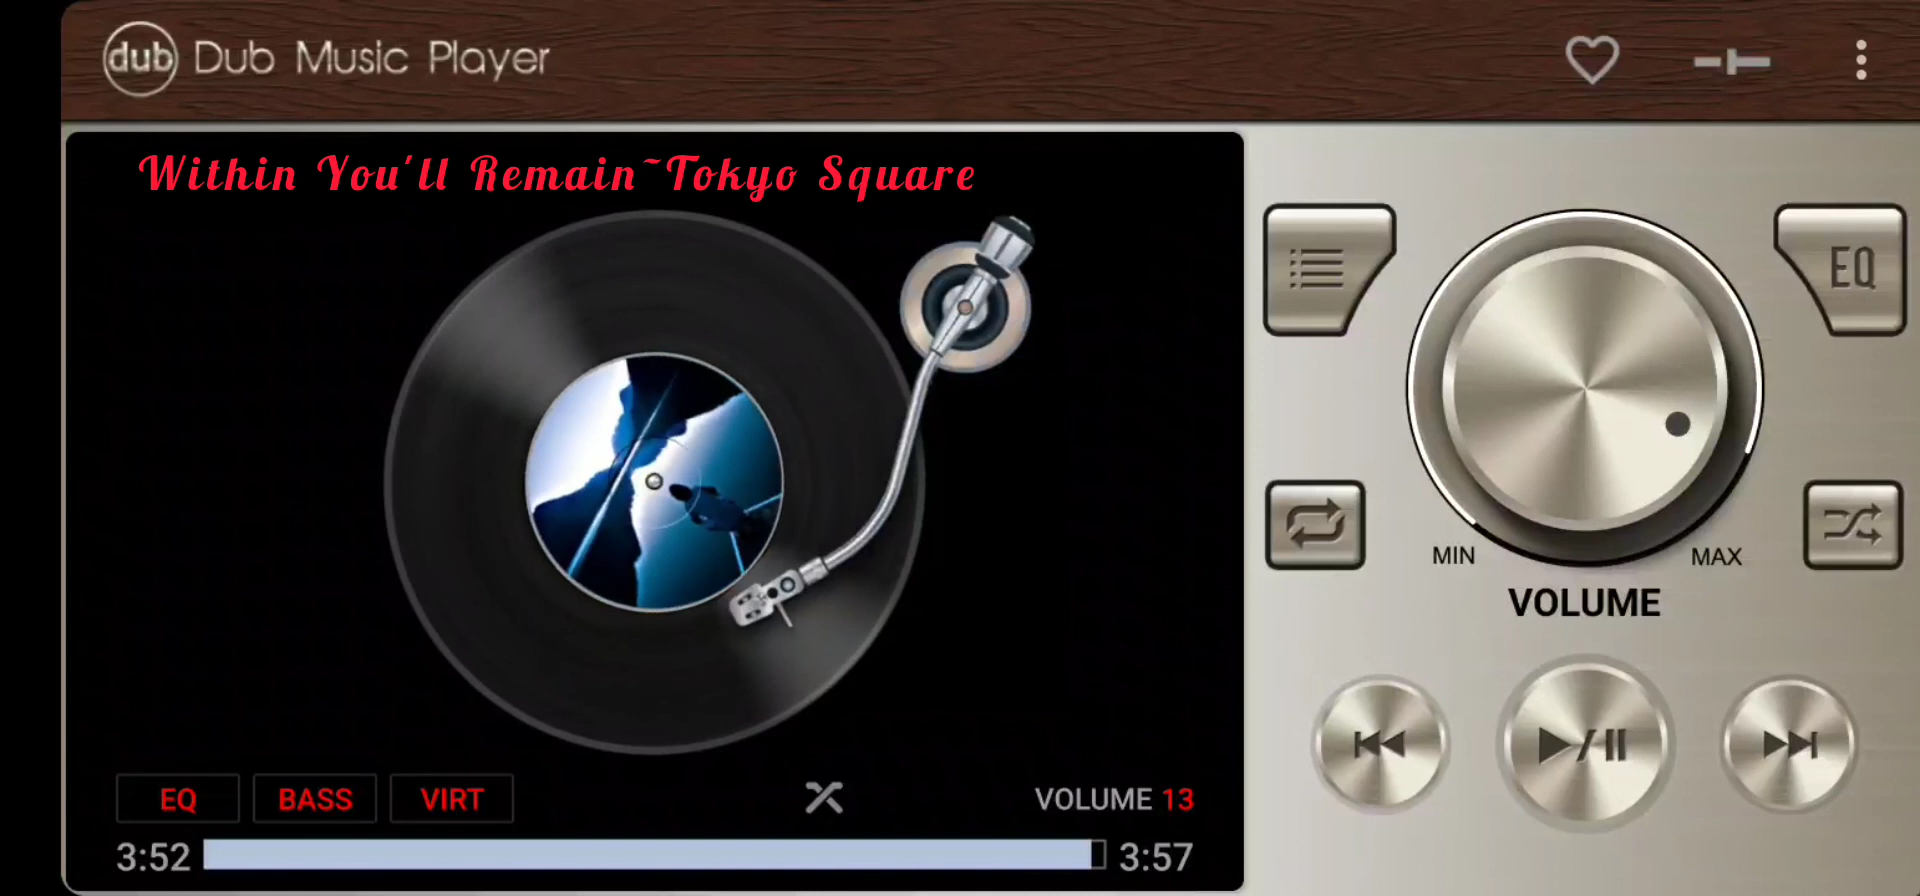 dub Dub Music Player
Within You'll Remain~Tokyo Square
EQ
MIN MAX
VOLUME
EQ BASS VIRT VOLUME 13
3:52 3:57